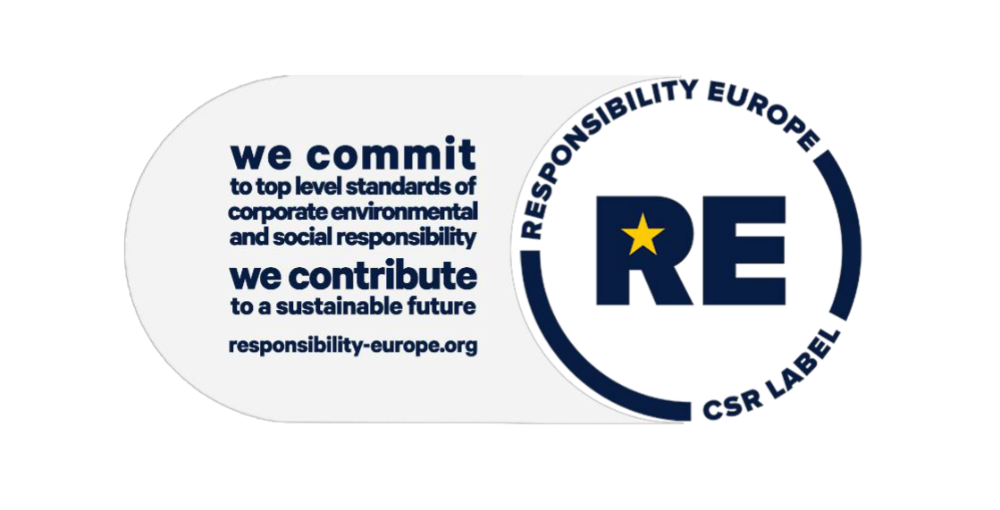 we commit
to top level standards of
corporate environmental
and social responsibility
we contribute
to a sustainable future
responsibility-europe.org
RESPONSIBILITY EUROPE
RE
CSR LABEL